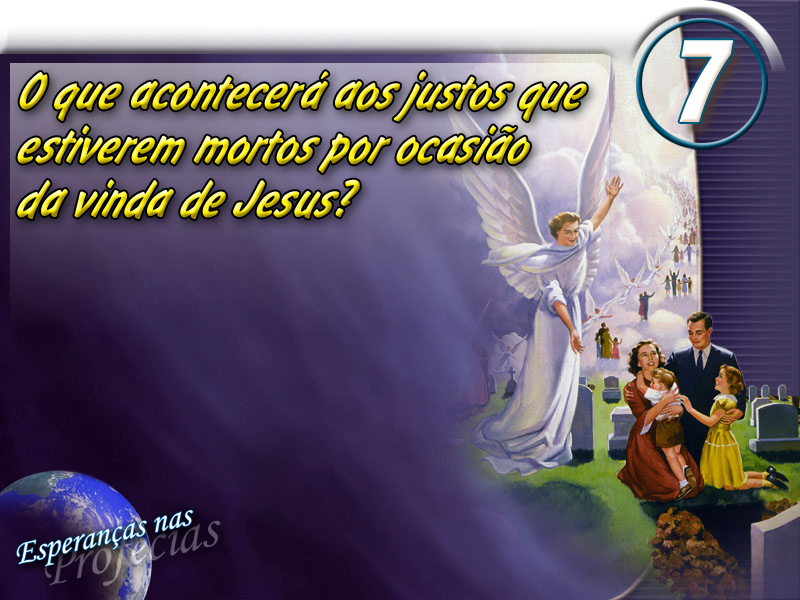 7
O que acontecerá aos justos que
estiverem mortos por ocasião
da vinda de Jesus?
Esperanças nas
Profecias